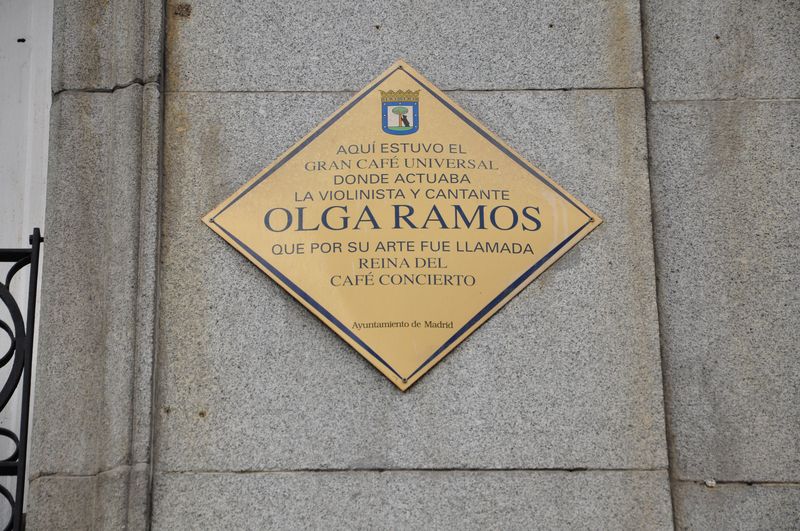 AQUÍ ESTUVO EL
GRAN CAFÉ UNIVERSAL
DONDE ACTUABA
LA VIOLINISTA Y CANTANTE
OLGA RAMOS
QUE POR SU ARTE FUE LLAMADA
REINA DEL
CAFÉ CONCIERTO
Ayuntamiento de Madrid